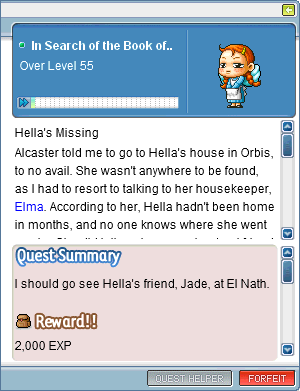 In Search of the Book of..
Over Level 55
Hella's Missing
Alcaster told me to go to Hella's house in Orbis,
to no avail. She wasn't anywhere to be found,
as I had to resort to talking to her housekeeper,
Elma. According to her, Hella hadn't been home
in months, and no one knows where she went
Quest Summary
I should go see Hella's friend, Jade, at El Nath.
Reward!!
2,000 EXP
QUEST HELPER
FORFEIT